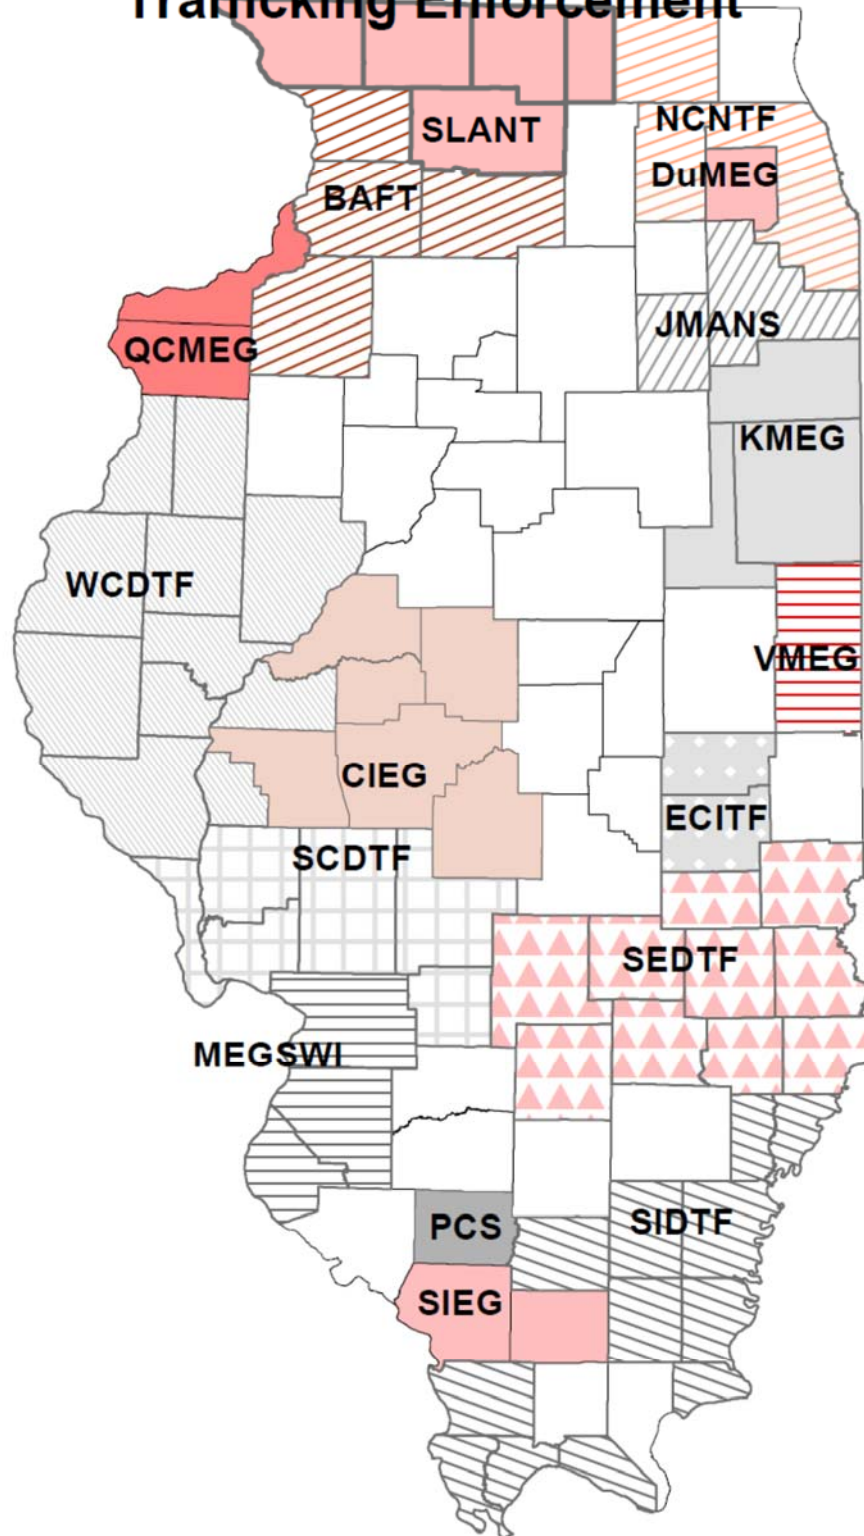 Trafficking Enforcement
SLANT
NCNTF
DuMEG
BAFT
JMANS
QCMEG
KMEG
WCDTF
VMEG
CIEG
ECITF
SCDTF
SEDTF
MEGSWI
PCS
SIDTF
SIEG